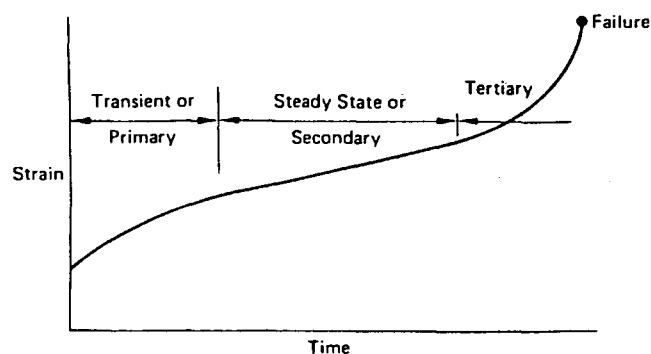 Failure
Tertiary
Transient or
Steady State or
Primary
Secondary
Strain
Time